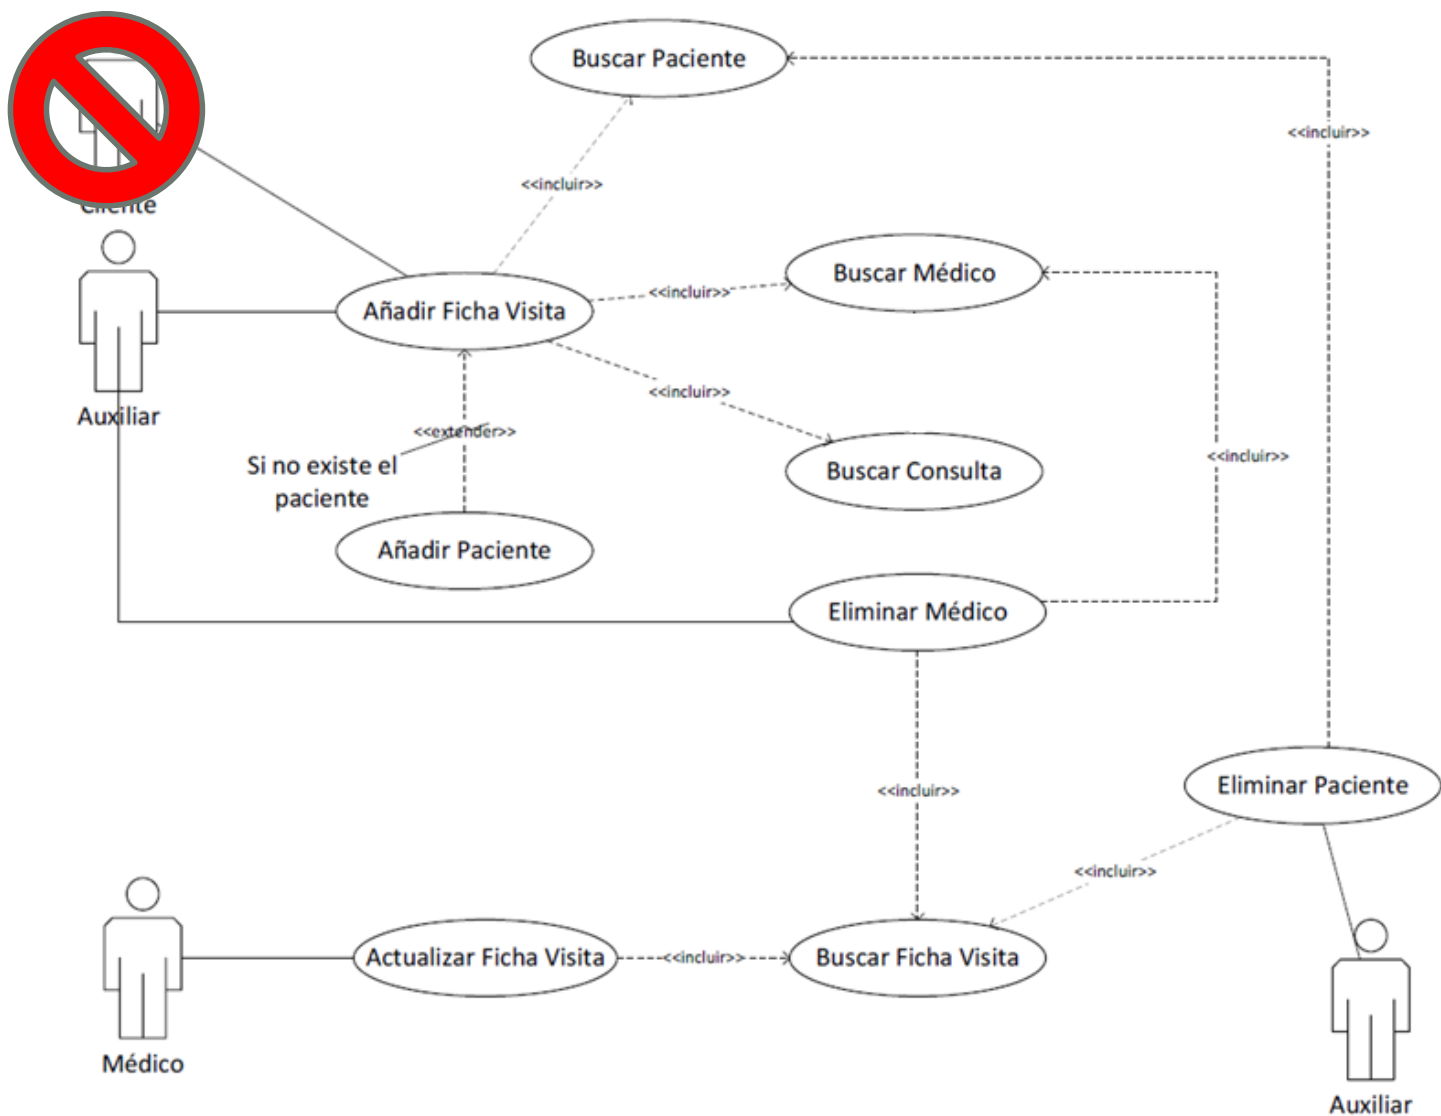 Buscar Paciente
<<incluir>>
<<incluir>>
Cliente
Buscar Médico
<<incluir>>
Añadir Ficha Visita
<<incluir>>
Auxiliar
<<extender>>
Si no existe el
paciente
<<incluir>>
Buscar Consulta
Añadir Paciente
Eliminar Médico
<<incluir>>
Eliminar Paciente
<<incluir>>
Actualizar Ficha Visita
<<incluir>>
Buscar Ficha Visita
Médico
Auxiliar